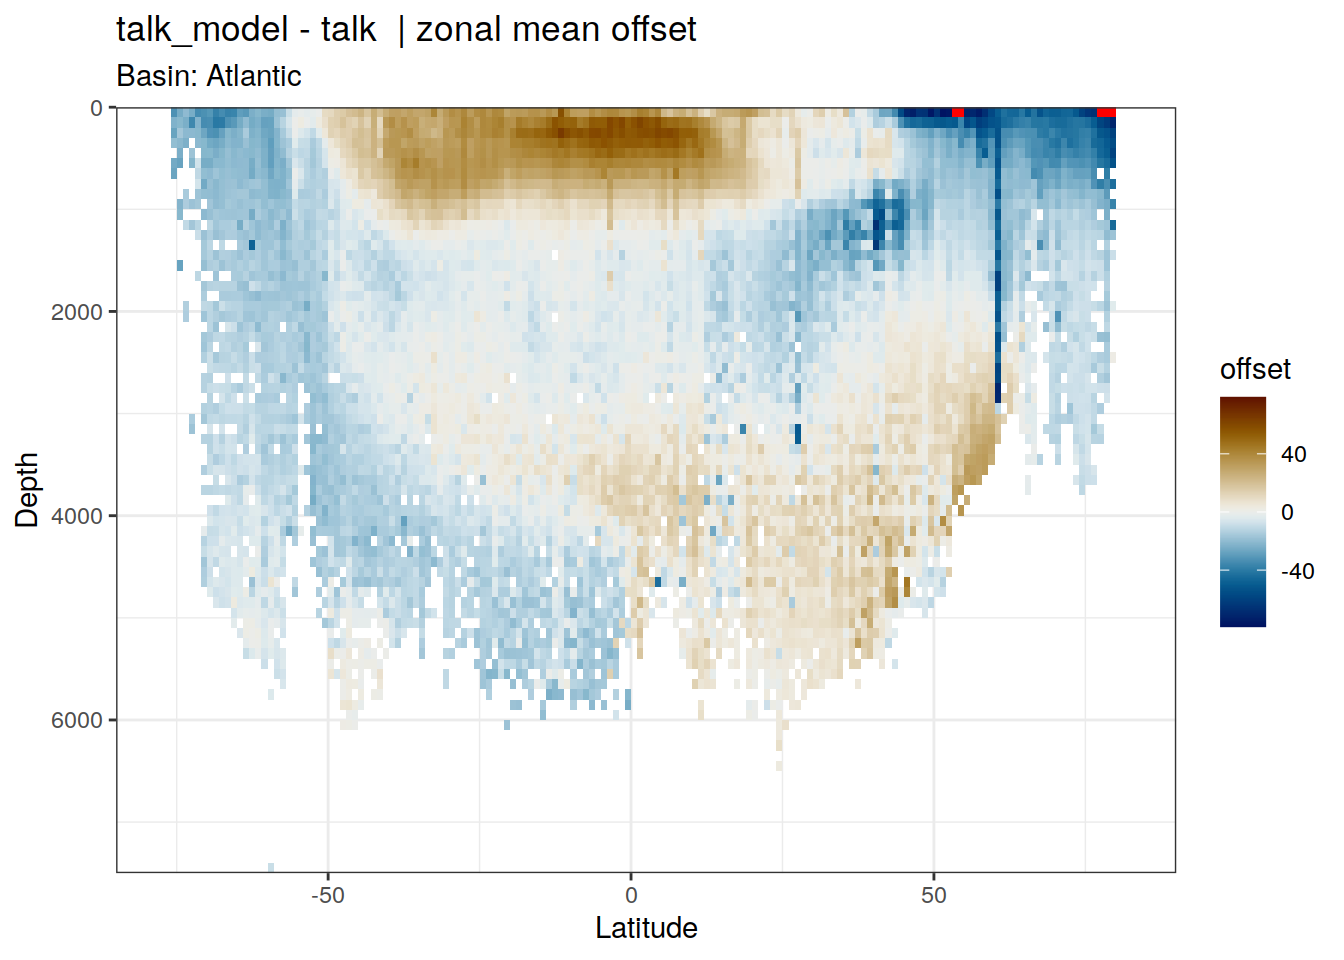 talk_model - talk  | zonal mean offset
Basin: Atlantic
0
2000
4000
6000
Depth
-50
0
50
Latitude
offset
40
0
-40